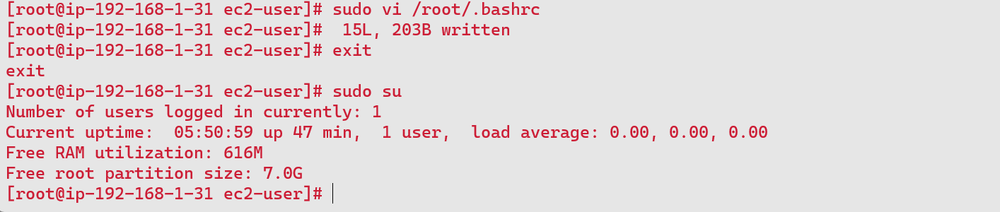 [root@ip-192-168-1-31 ec2-user]# sudo vi /root/.bashrc
[root@ip-192-168-1-31 ec2-user]#  15L, 203B written
[root@ip-192-168-1-31 ec2-user]# exit
exit
[root@ip-192-168-1-31 ec2-user]# sudo su
Number of users logged in currently: 1
Current uptime:  05:50:59 up 47 min,  1 user,  load average: 0.00, 0.00, 0.00
Free RAM utilization: 616M
Free root partition size: 7.0G
[root@ip-192-168-1-31 ec2-user]#